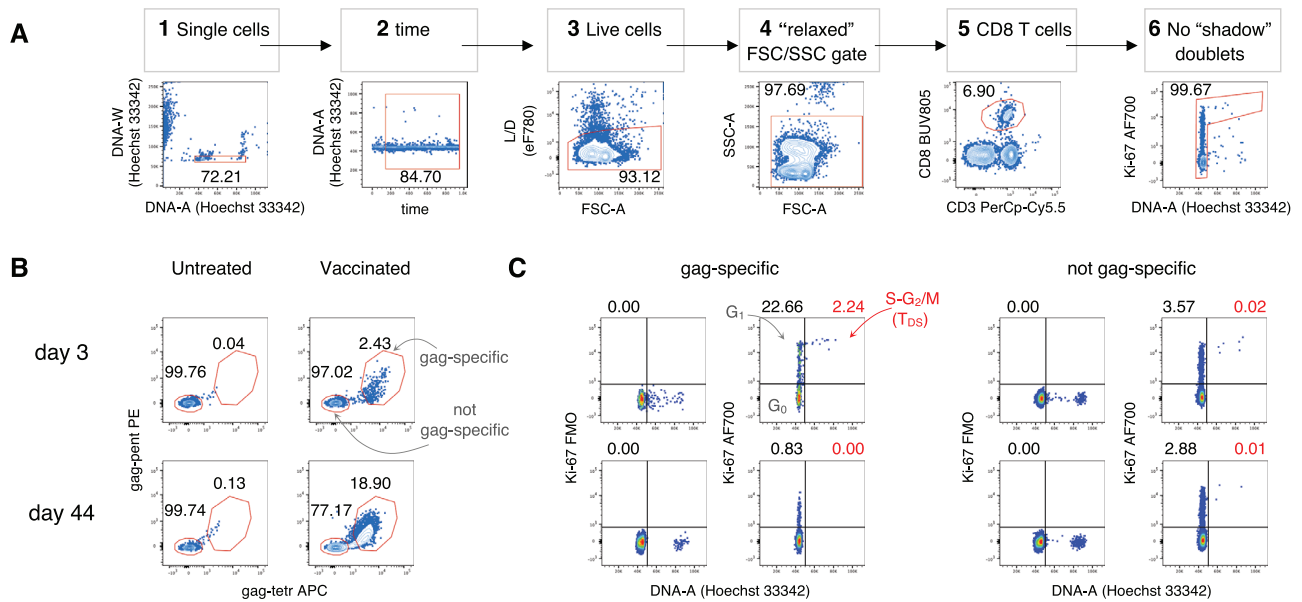 A
1 Single cells
2 time
3 Live cells
4 “relaxed”
FSC/SSC gate
5 CD8 T cells
6 No “shadow”
doublets
DNA-W
(Hoechst 33342)
72.21
DNA-A (Hoechst 33342)
DNA-A
(Hoechst 33342)
84.70
time
L/D
(eF780)
93.12
FSC-A
97.69
SSC-A
FSC-A
6.90
CD8 BUV805
CD3 PerCp-Cy5.5
99.67
Ki-67 AF700
DNA-A (Hoechst 33342)
B
Untreated
Vaccinated
day 3
0.04
99.76
2.43
97.02
gag-specific
not
gag-specific
gag-pent PE
day 44
0.13
99.74
18.90
77.17
gag-tetr APC
C
gag-specific
not gag-specific
0.00
22.66
2.24
G1
G0
S-G2/M
(TDS)
0.00
3.57
0.02
0.00
0.83
0.00
0.00
2.88
0.01
Ki-67 FMO
Ki-67 AF700
Ki-67 FMO
Ki-67 AF700
DNA-A (Hoechst 33342)
DNA-A (Hoechst 33342)